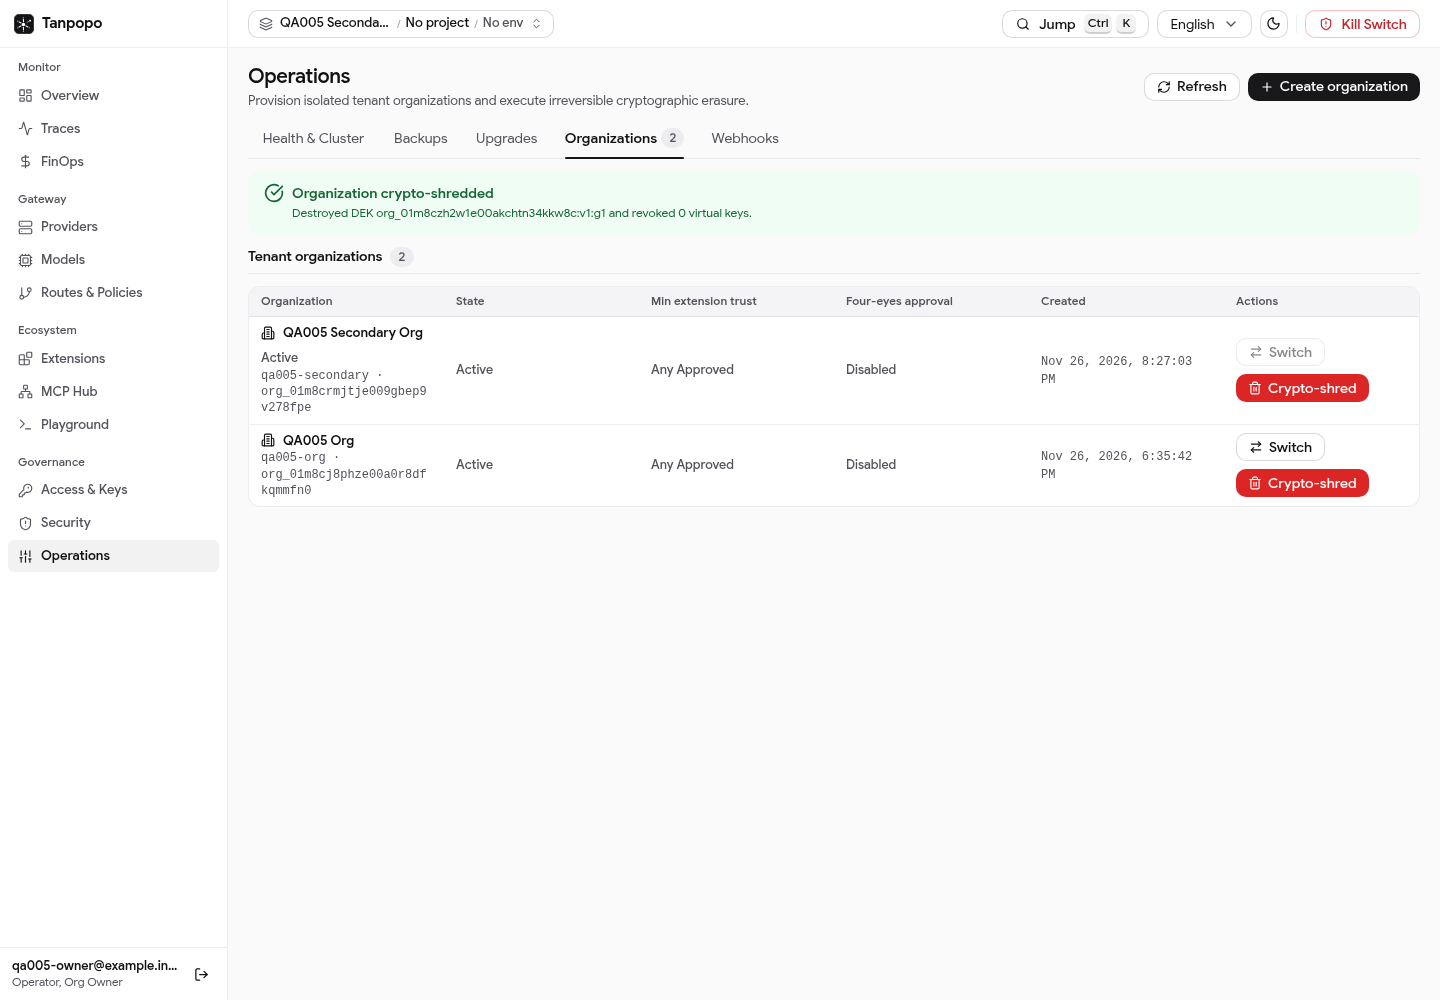 Tanpopo
QA005 Seconda... / No project / No env
Jump Ctrl K
English
Kill Switch
Monitor
Overview
Traces
FinOps
Gateway
Providers
Models
Routes & Policies
Ecosystem
Extensions
MCP Hub
Playground
Governance
Access & Keys
Security
Operations
qa005-owner@example.in...
Operator, Org Owner
Operations
Provision isolated tenant organizations and execute irreversible cryptographic erasure.
Refresh
Create organization
Health & Cluster Backups Upgrades Organizations 2 Webhooks
Organization crypto-shredded
Destroyed DEK org_01m8czh2w1e00akchtn34kkw8c:v1:g1 and revoked 0 virtual keys.
Tenant organizations 2
Organization State Min extension trust Four-eyes approval Created Actions
QA005 Secondary Org
Active
qa005-secondary ·
org_01m8crmjtje009gbep9
v278fpe
Active
Any Approved
Disabled
Nov 26, 2026, 8:27:03
PM
Switch
Crypto-shred
QA005 Org
qa005-org ·
org_01m8cj8phze00a0r8df
kqmmfn0
Active
Any Approved
Disabled
Nov 26, 2026, 6:35:42
PM
Switch
Crypto-shred